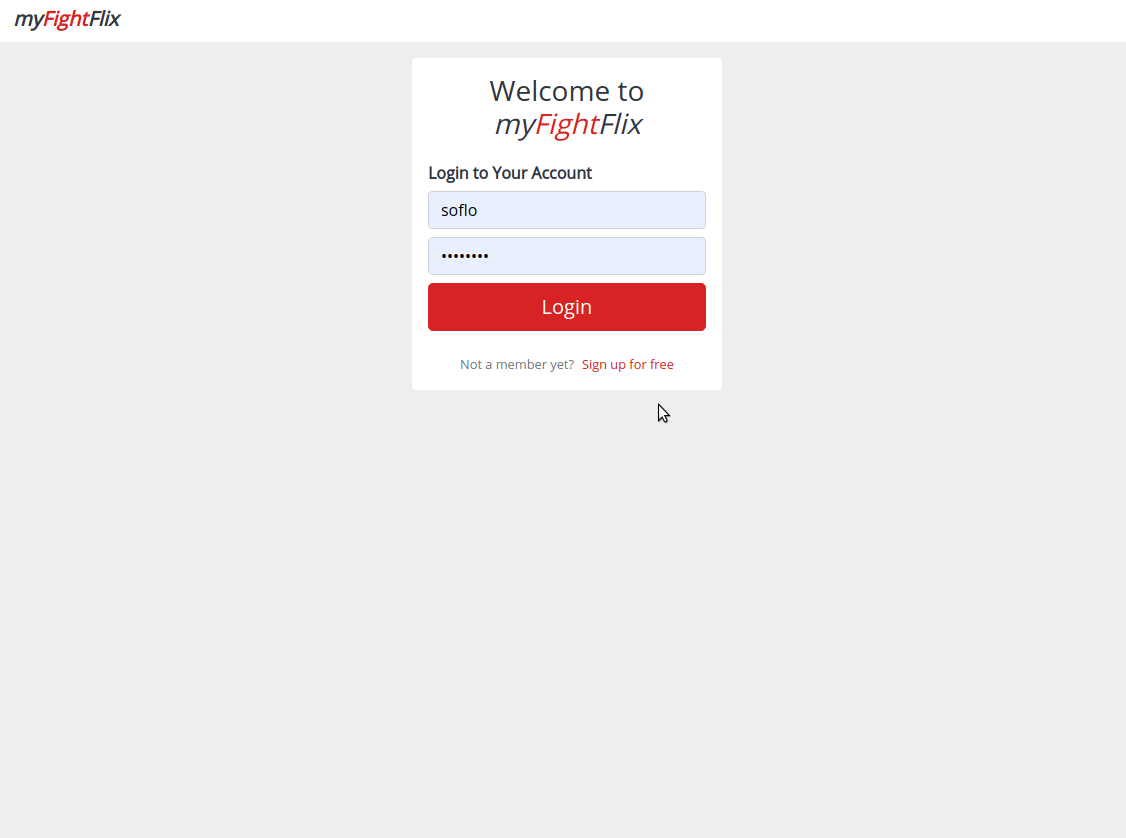 myFightFlix
Welcome to
myFightFlix
Login to Your Account
soflo
••••••••
Login
Not a member yet? Sign up for free